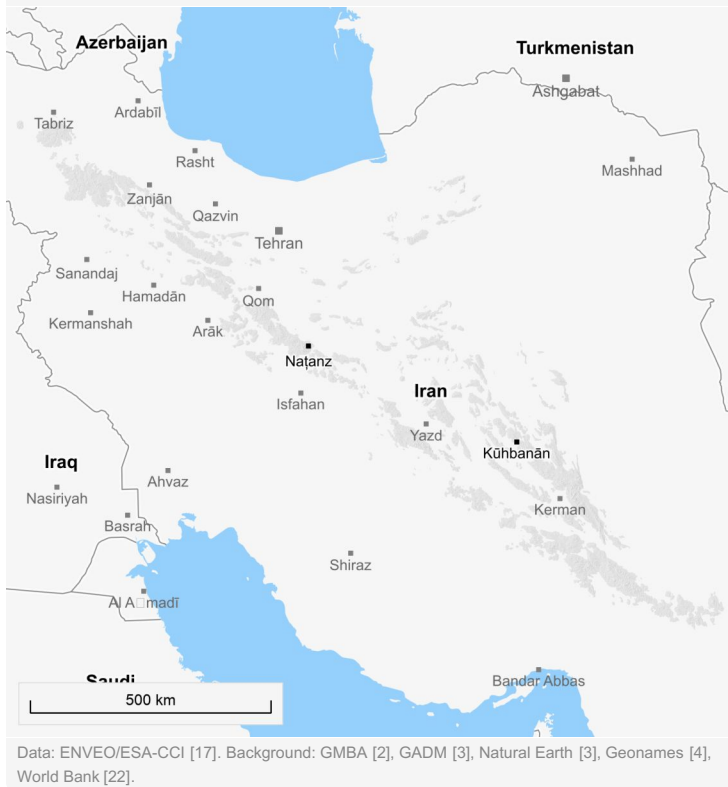 Azerbaijan
Turkmenistan
Ashgabat
Ardabīl
Tabriz
Rasht
Mashhad
Zanjān
Qazvin
Tehran
Sanandaj
Hamadān
Qom
Kermanshah
Arāk
Naţanz
Iran
Isfahan
Yazd
Kūhbanān
Iraq
Ahvaz
Nasiriyah
Kerman
Basrah
Shiraz
Al A□madī
Saudi
Bandar Abbas
500 km
Data: ENVEO/ESA-CCI [17]. Background: GMBA [2], GADM [3], Natural Earth [3], Geonames [4],
World Bank [22].